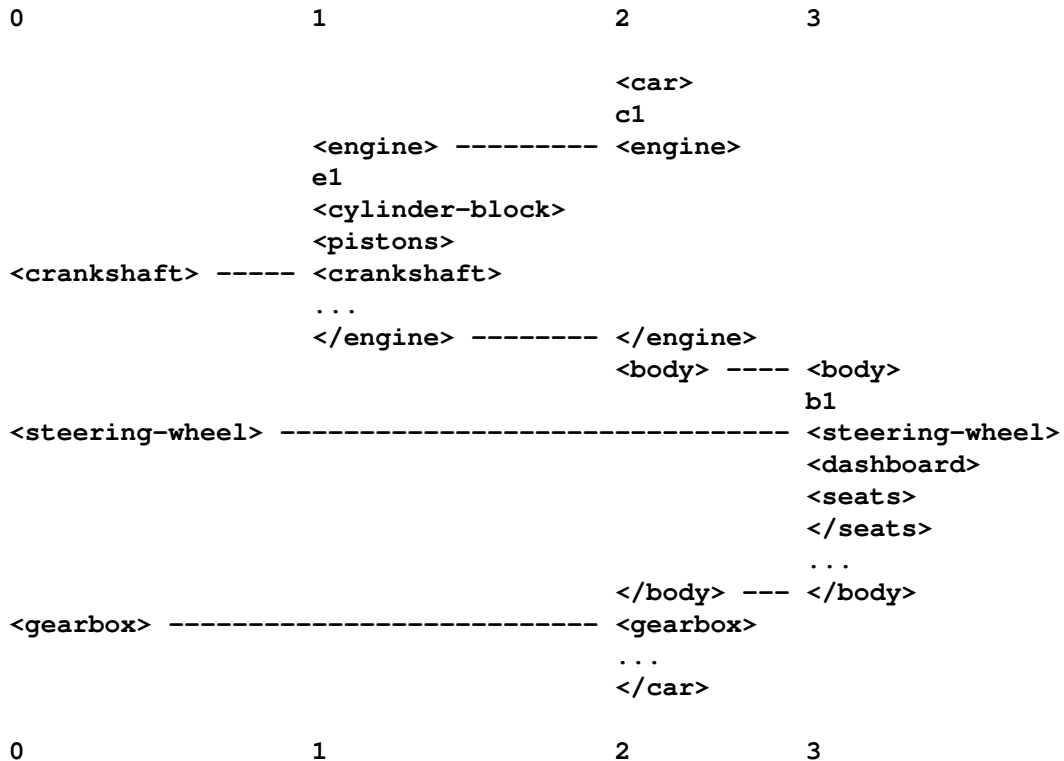 0 1 2 3
<car>
c1
<engine> --------- <engine>
e1
<cylinder-block>
<pistons>
<crankshaft> ----- <crankshaft>
...
</engine> -------- </engine>
<body> ---- <body>
b1
<steering-wheel> -------------------------------- <steering-wheel>
<dashboard>
<seats>
</seats>
...
</body> --- </body>
<gearbox> --------------------------- <gearbox>
...
</car>
0 1 2 3